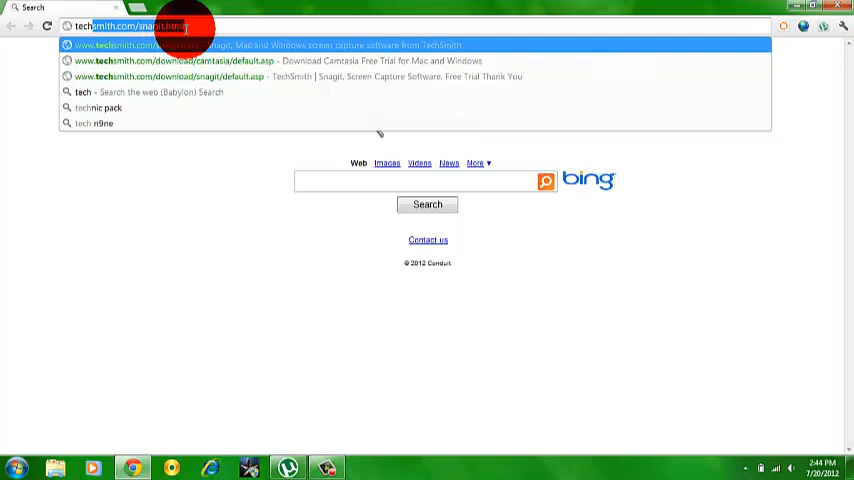 Search
techsmith.com/snagit.html
www.techsmith.com/snagit.html - Snagit, Mac and Windows screen capture software from TechSmith
www.techsmith.com/download/camtasia/default.asp - Download Camtasia Free Trial for Mac and Windows
www.techsmith.com/download/snagit/default.asp - TechSmith | Snagit, Screen Capture Software, Free Trial Thank You
tech - Search the web (Babylon) Search
technic pack
tech n9ne
Web Images Videos News More ▼
bing
Search
Contact us
© 2012 Conduit
2:44 PM
7/20/2012